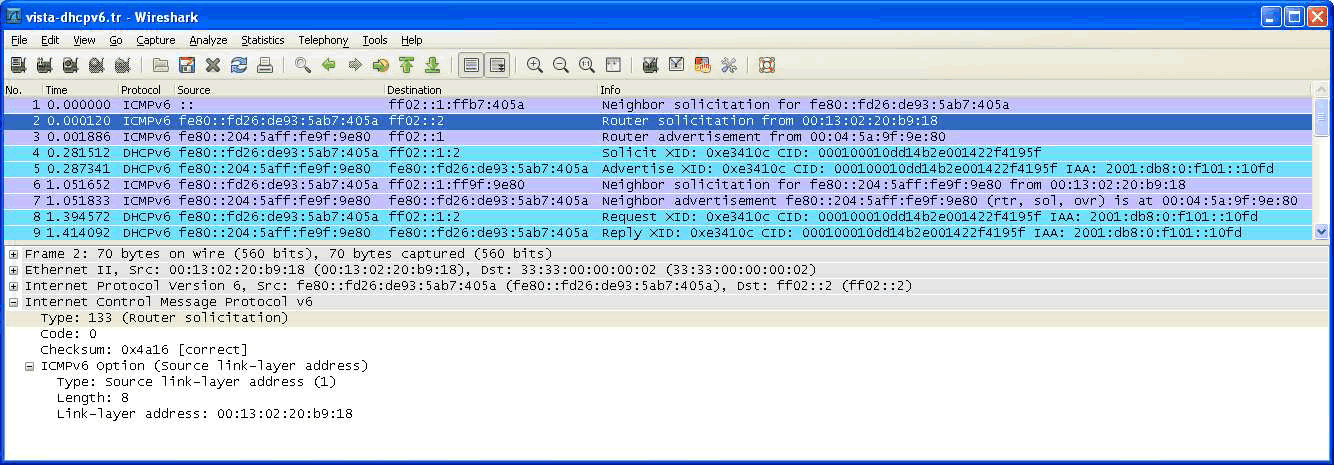 vista-dhcpv6.tr - Wireshark
File Edit View Go Capture Analyze Statistics Telephony Tools Help
No. Time Protocol Source Destination Info
1 0.000000 ICMPv6 :: ff02::1:ffb7:405a Neighbor solicitation for fe80::fd26:de93:5ab7:405a
2 0.000120 ICMPv6 fe80::fd26:de93:5ab7:405a ff02::2 Router solicitation from 00:13:02:20:b9:18
3 0.001886 ICMPv6 fe80::204:5aff:fe9f:9e80 ff02::1 Router advertisement from 00:04:5a:9f:9e:80
4 0.281512 DHCPv6 fe80::fd26:de93:5ab7:405a ff02::1:2 Solicit XID: 0xe3410c CID: 000100010dd14b2e001422f4195f
5 0.287341 DHCPv6 fe80::204:5aff:fe9f:9e80 fe80::fd26:de93:5ab7:405a Advertise XID: 0xe3410c CID: 000100010dd14b2e001422f4195f IAA: 2001:db8:0:f101::10fd
6 1.051652 ICMPv6 fe80::fd26:de93:5ab7:405a ff02::1:ff9f:9e80 Neighbor solicitation for fe80::204:5aff:fe9f:9e80 from 00:13:02:20:b9:18
7 1.051833 ICMPv6 fe80::204:5aff:fe9f:9e80 fe80::fd26:de93:5ab7:405a Neighbor advertisement fe80::204:5aff:fe9f:9e80 (rtr, sol, ovr) is at 00:04:5a:9f:9e:80
8 1.394572 DHCPv6 fe80::fd26:de93:5ab7:405a ff02::1:2 Request XID: 0xe3410c CID: 000100010dd14b2e001422f4195f IAA: 2001:db8:0:f101::10fd
9 1.414092 DHCPv6 fe80::204:5aff:fe9f:9e80 fe80::fd26:de93:5ab7:405a Reply XID: 0xe3410c CID: 000100010dd14b2e001422f4195f IAA: 2001:db8:0:f101::10fd
Frame 2: 70 bytes on wire (560 bits), 70 bytes captured (560 bits)
Ethernet II, Src: 00:13:02:20:b9:18 (00:13:02:20:b9:18), Dst: 33:33:00:00:00:02 (33:33:00:00:00:02)
Internet Protocol Version 6, Src: fe80::fd26:de93:5ab7:405a (fe80::fd26:de93:5ab7:405a), Dst: ff02::2 (ff02::2)
Internet Control Message Protocol v6
Type: 133 (Router solicitation)
Code: 0
Checksum: 0x4a16 [correct]
ICMPv6 Option (Source link-layer address)
Type: Source link-layer address (1)
Length: 8
Link-layer address: 00:13:02:20:b9:18